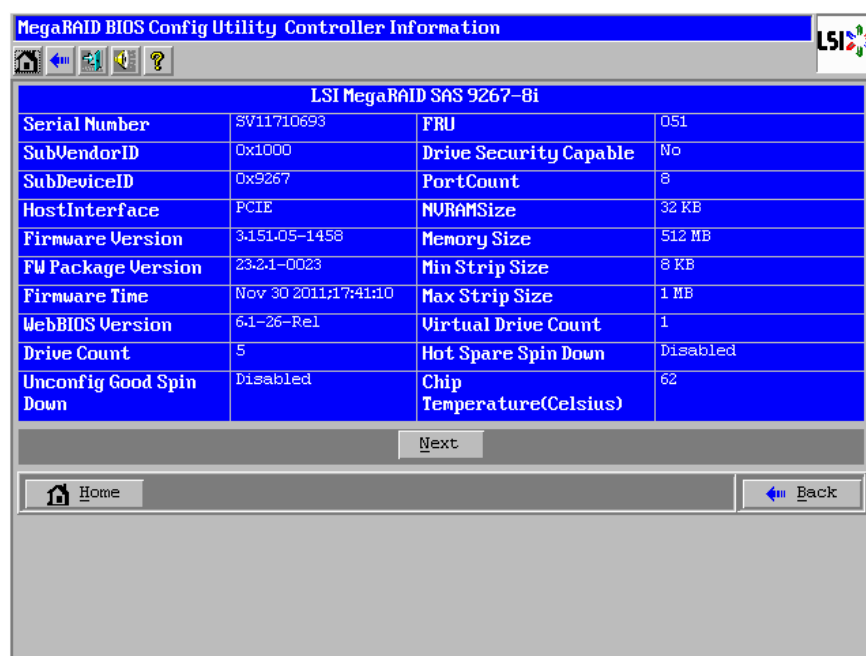 MegaRAID BIOS Config Utility Controller Information
LSI
LSI MegaRAID SAS 9267-8i
Serial Number SV11710693 FRU 051
SubVendorID 0x1000 Drive Security Capable No
SubDeviceID 0x9267 PortCount 8
HostInterface PCIE NVRAMSize 32 KB
Firmware Version 3.151.05-1458 Memory Size 512 MB
FW Package Version 23.2.1-0023 Min Strip Size 8 KB
Firmware Time Nov 30 2011;17:41:10 Max Strip Size 1 MB
WebBIOS Version 6.1-26-Rel Virtual Drive Count 1
Drive Count 5 Hot Spare Spin Down Disabled
Unconfig Good Spin Down Disabled Chip Temperature(Celsius) 62
Next
Home Back